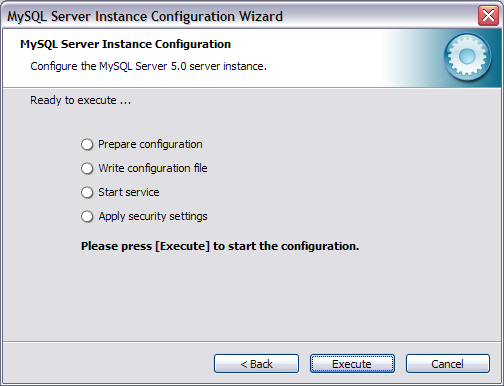 MySQL Server Instance Configuration Wizard
MySQL Server Instance Configuration
Configure the MySQL Server 5.0 server instance.
Ready to execute ...
Prepare configuration
Write configuration file
Start service
Apply security settings
Please press [Execute] to start the configuration.
< Back
Execute
Cancel